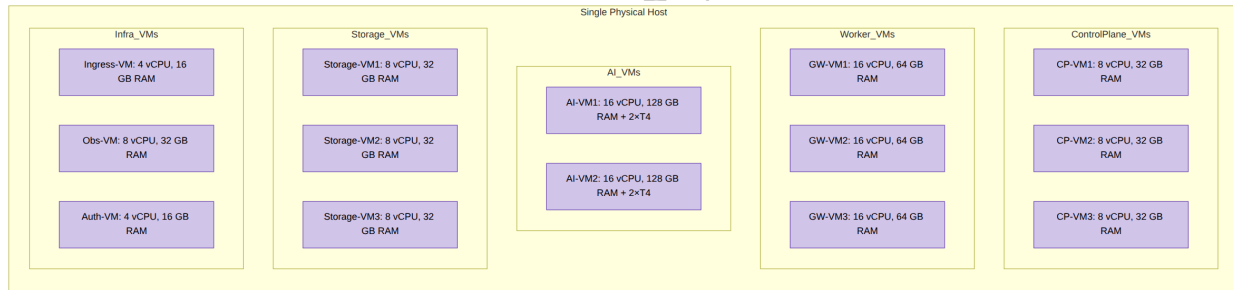 Single Physical Host
Infra_VMs
Ingress-VM: 4 vCPU, 16
GB RAM
Obs-VM: 8 vCPU, 32 GB
RAM
Auth-VM: 4 vCPU, 16 GB
RAM
Storage_VMs
Storage-VM1: 8 vCPU, 32
GB RAM
Storage-VM2: 8 vCPU, 32
GB RAM
Storage-VM3: 8 vCPU, 32
GB RAM
AI_VMs
AI-VM1: 16 vCPU, 128 GB
RAM + 2×T4
AI-VM2: 16 vCPU, 128 GB
RAM + 2×T4
Worker_VMs
GW-VM1: 16 vCPU, 64 GB
RAM
GW-VM2: 16 vCPU, 64 GB
RAM
GW-VM3: 16 vCPU, 64 GB
RAM
ControlPlane_VMs
CP-VM1: 8 vCPU, 32 GB
RAM
CP-VM2: 8 vCPU, 32 GB
RAM
CP-VM3: 8 vCPU, 32 GB
RAM